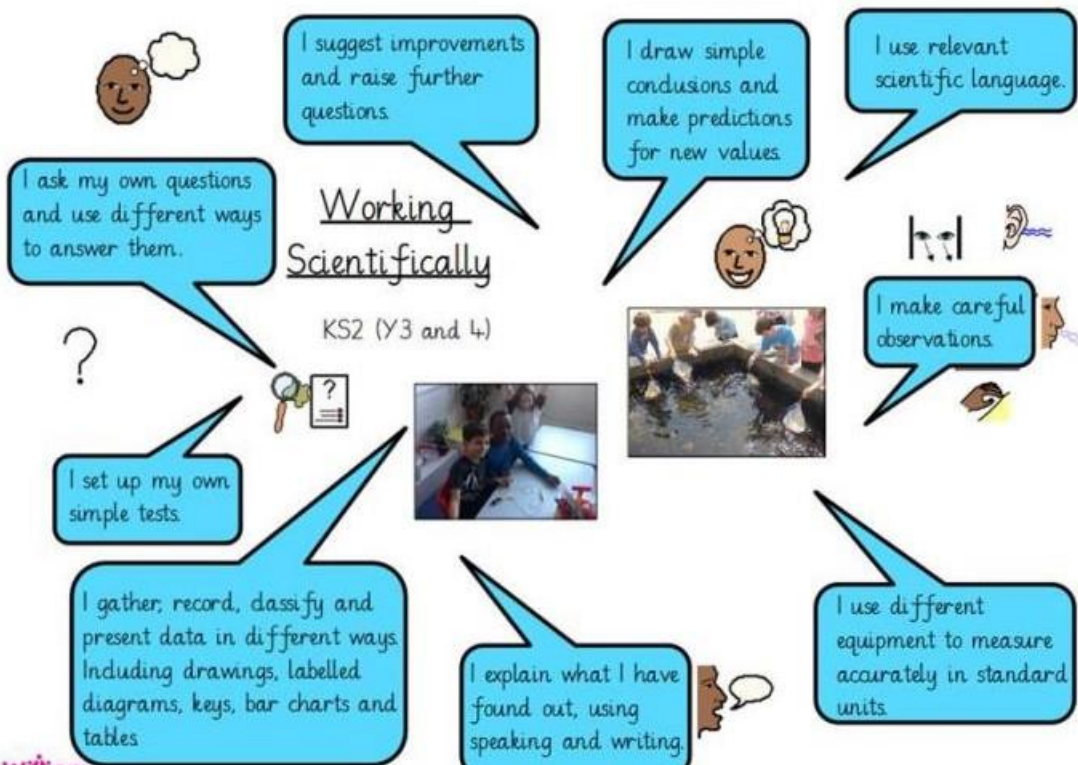 I suggest improvements
and raise further
questions.
I draw simple
conclusions and
make predictions
for new values.
I use relevant
scientific language.
I ask my own questions
and use different ways
to answer them.
Working
Scientifically
KS2 (Y3 and 4)
I make careful
observations.
?
?
I set up my own
simple tests.
I gather, record, classify and
present data in different ways.
Including drawings, labelled
diagrams, keys, bar charts and
tables
I explain what I have
found out, using
speaking and writing.
I use different
equipment to measure
accurately in standard
units.